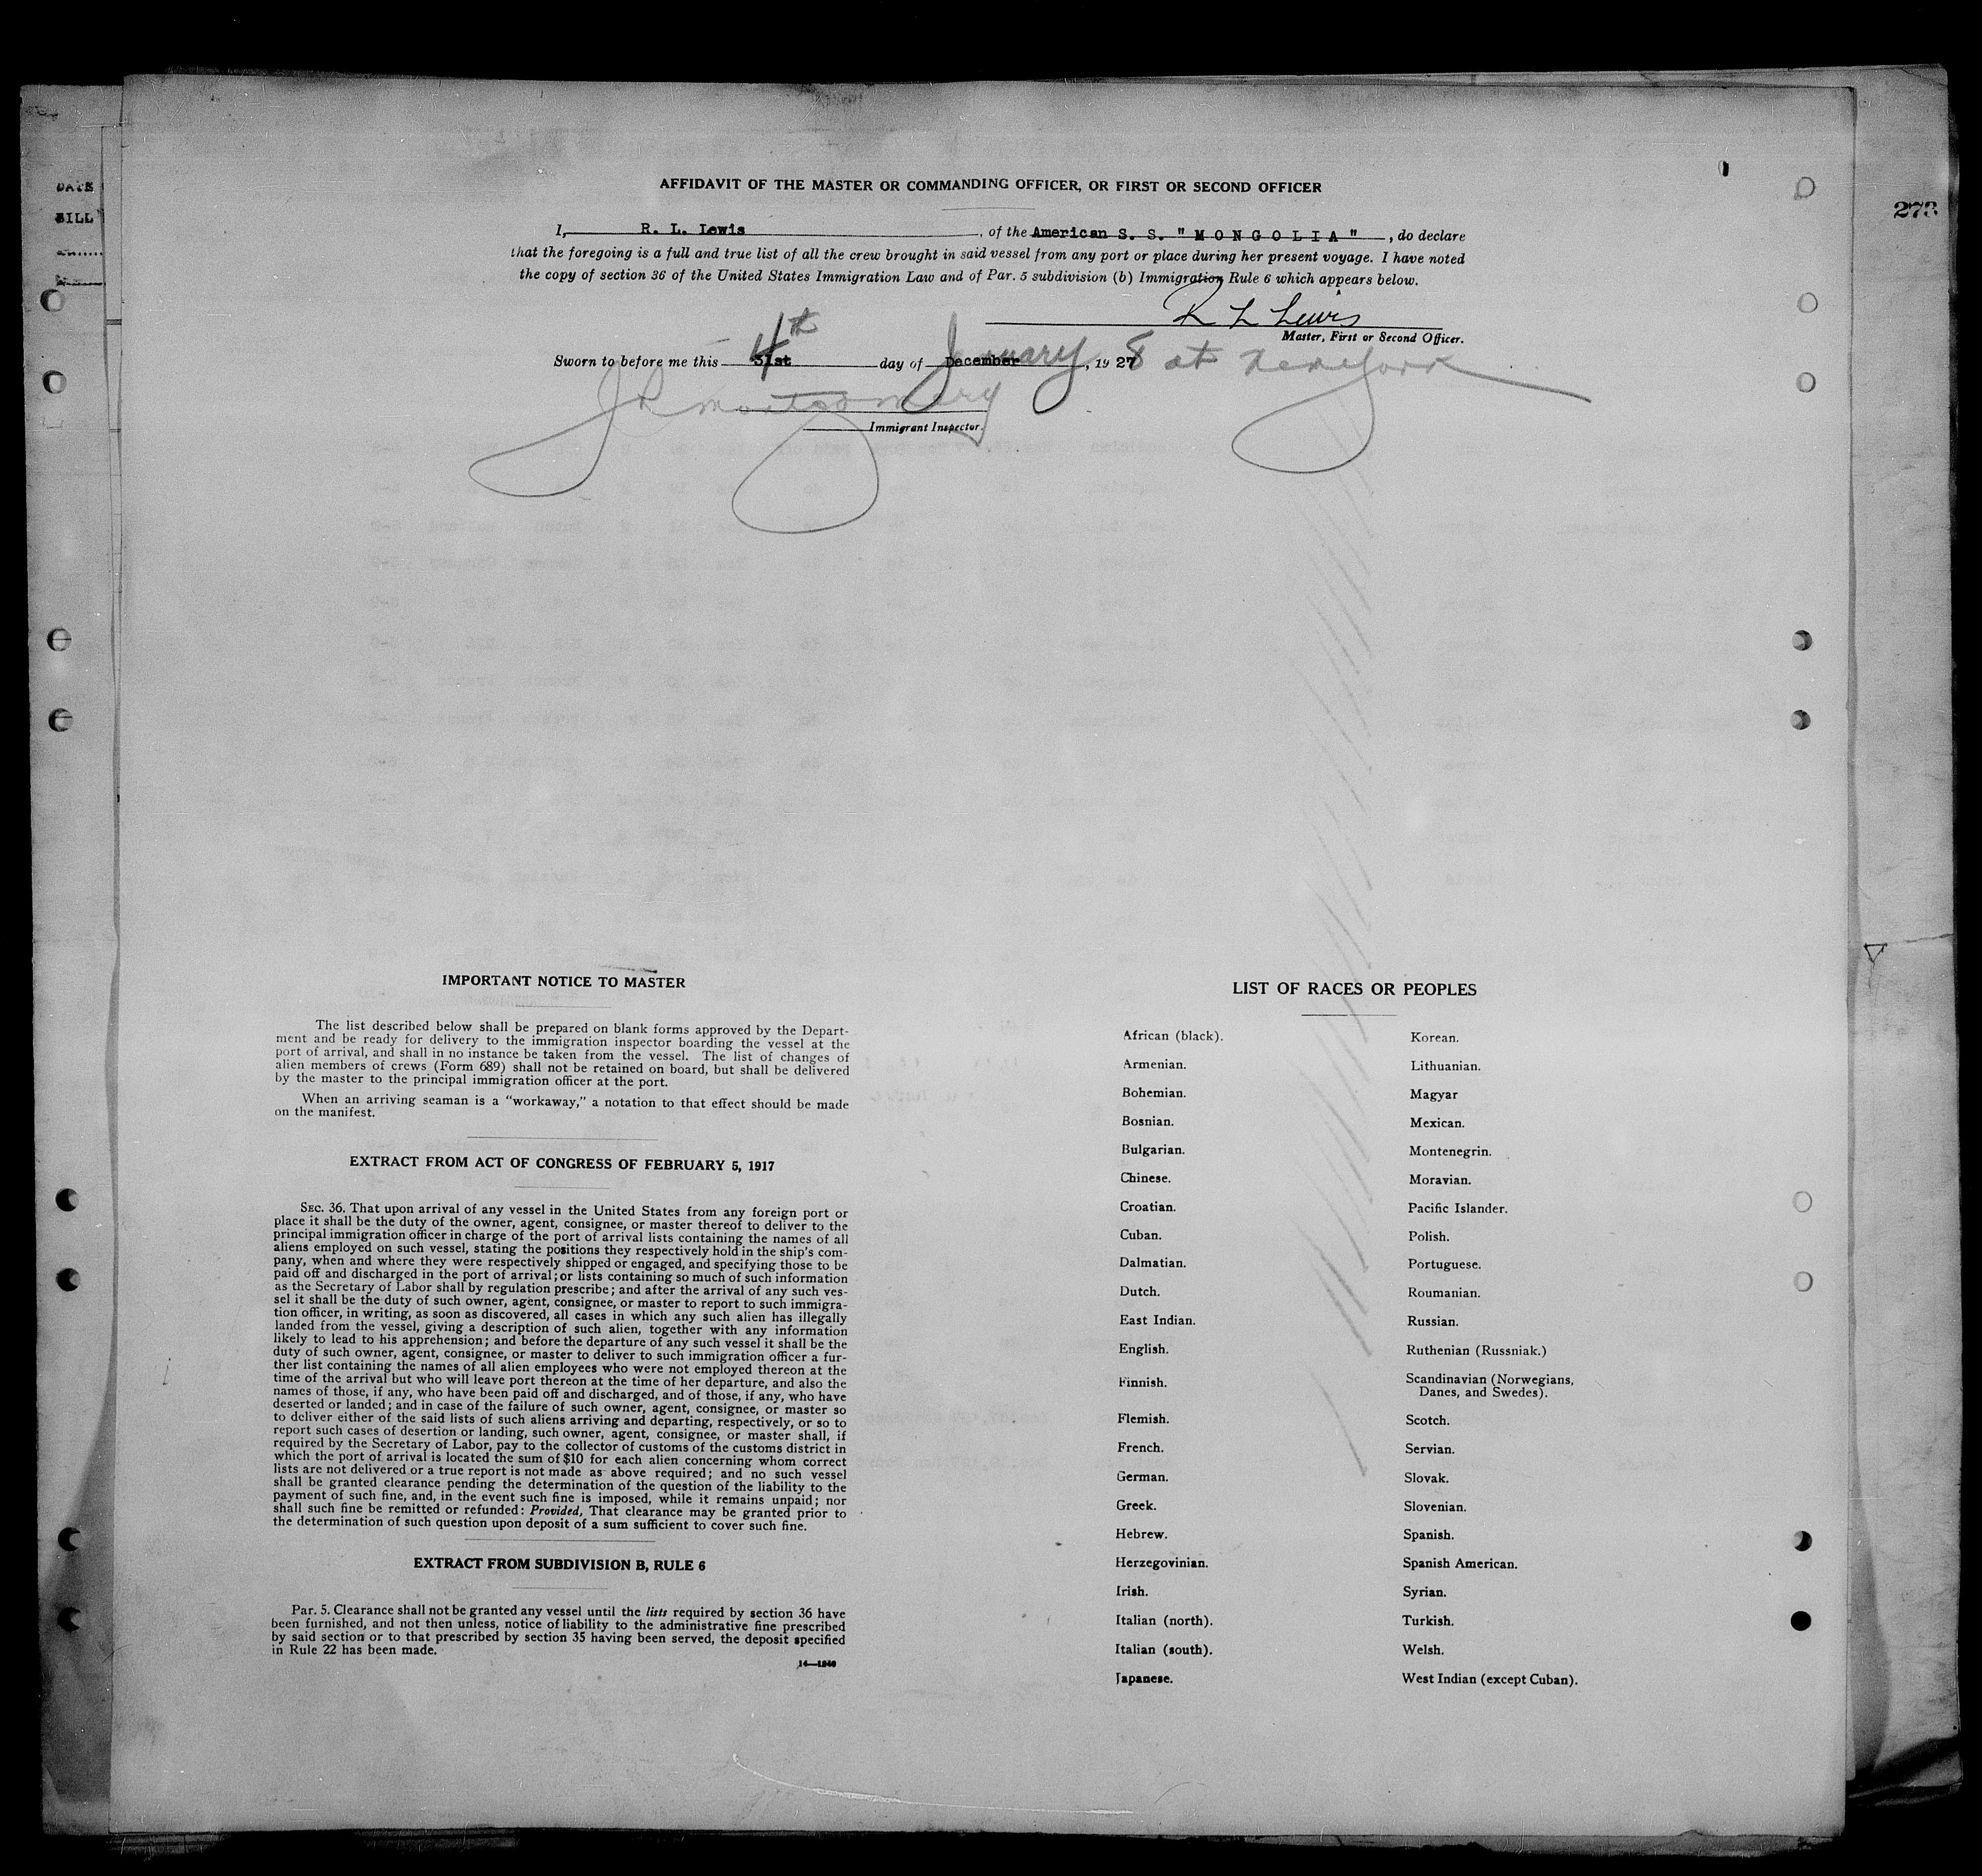 DATE
BILL
273
AFFIDAVIT OF THE MASTER OR COMMANDING OFFICER, OR FIRST OR SECOND OFFICER
I, R. L. Lewis, of the American S. S. " M O N G O L I A ", do declare
that the foregoing is a full and true list of all the crew brought in said vessel from any port or place during her present voyage. I have noted
the copy of section 36 of the United States Immigration Law and of Par. 5 subdivision (b) Immigration Rule 6 which appears below.
R L Lewis
Master, First or Second Officer.
Sworn to before me this 31st 4th day of December January, 1927 8 at New York
Montgomery
Immigrant Inspector.
IMPORTANT NOTICE TO MASTER
The list described below shall be prepared on blank forms approved by the Depart-
ment and be ready for delivery to the immigration inspector boarding the vessel at the
port of arrival, and shall in no instance be taken from the vessel. The list of changes of
alien members of crews (Form 689) shall not be retained on board, but shall be delivered
by the master to the principal immigration officer at the port.
When an arriving seaman is a “workaway,” a notation to that effect should be made
on the manifest.
EXTRACT FROM ACT OF CONGRESS OF FEBRUARY 5, 1917
SEC. 36. That upon arrival of any vessel in the United States from any foreign port or
place it shall be the duty of the owner, agent, consignee, or master thereof to deliver to the
principal immigration officer in charge of the port of arrival lists containing the names of all
aliens employed on such vessel, stating the positions they respectively hold in the ship's com-
pany, when and where they were respectively shipped or engaged, and specifying those to be
paid off and discharged in the port of arrival; or lists containing so much of such information
as the Secretary of Labor shall by regulation prescribe; and after the arrival of any such ves-
sel it shall be the duty of such owner, agent, consignee, or master to report to such immigra-
tion officer, in writing, as soon as discovered, all cases in which any such alien has illegally
landed from the vessel, giving a description of such alien, together with any information
likely to lead to his apprehension; and before the departure of any such vessel it shall be the
duty of such owner, agent, consignee, or master to deliver to such immigration officer a fur-
ther list containing the names of all alien employees who were not employed thereon at the
time of the arrival but who will leave port thereon at the time of her departure, and also the
names of those, if any, who have been paid off and discharged, and of those, if any, who have
deserted or landed; and in case of the failure of such owner, agent, consignee, or master so
to deliver either of the said lists of such aliens arriving and departing, respectively, or so to
report such cases of desertion or landing, such owner, agent, consignee, or master shall, if
required by the Secretary of Labor, pay to the collector of customs of the customs district in
which the port of arrival is located the sum of $10 for each alien concerning whom correct
lists are not delivered or a true report is not made as above required; and no such vessel
shall be granted clearance pending the determination of the question of the liability to the
payment of such fine, and, in the event such fine is imposed, while it remains unpaid; nor
shall such fine be remitted or refunded: Provided, That clearance may be granted prior to
the determination of such question upon deposit of a sum sufficient to cover such fine.
EXTRACT FROM SUBDIVISION B, RULE 6
Par. 5. Clearance shall not be granted any vessel until the lists required by section 36 have
been furnished, and not then unless, notice of liability to the administrative fine prescribed
by said section or to that prescribed by section 35 having been served, the deposit specified
in Rule 22 has been made.
LIST OF RACES OR PEOPLES
African (black).
Armenian.
Bohemian.
Bosnian.
Bulgarian.
Chinese.
Croatian.
Cuban.
Dalmatian.
Dutch.
East Indian.
English.
Finnish.
Flemish.
French.
German.
Greek.
Hebrew.
Herzegovinian.
Irish.
Italian (north).
Italian (south).
Japanese.
Korean.
Lithuanian.
Magyar
Mexican.
Montenegrin.
Moravian.
Pacific Islander.
Polish.
Portuguese.
Roumanian.
Russian.
Ruthenian (Russniak.)
Scandinavian (Norwegians,
Danes, and Swedes).
Scotch.
Servian.
Slovak.
Slovenian.
Spanish.
Spanish American.
Syrian.
Turkish.
Welsh.
West Indian (except Cuban).